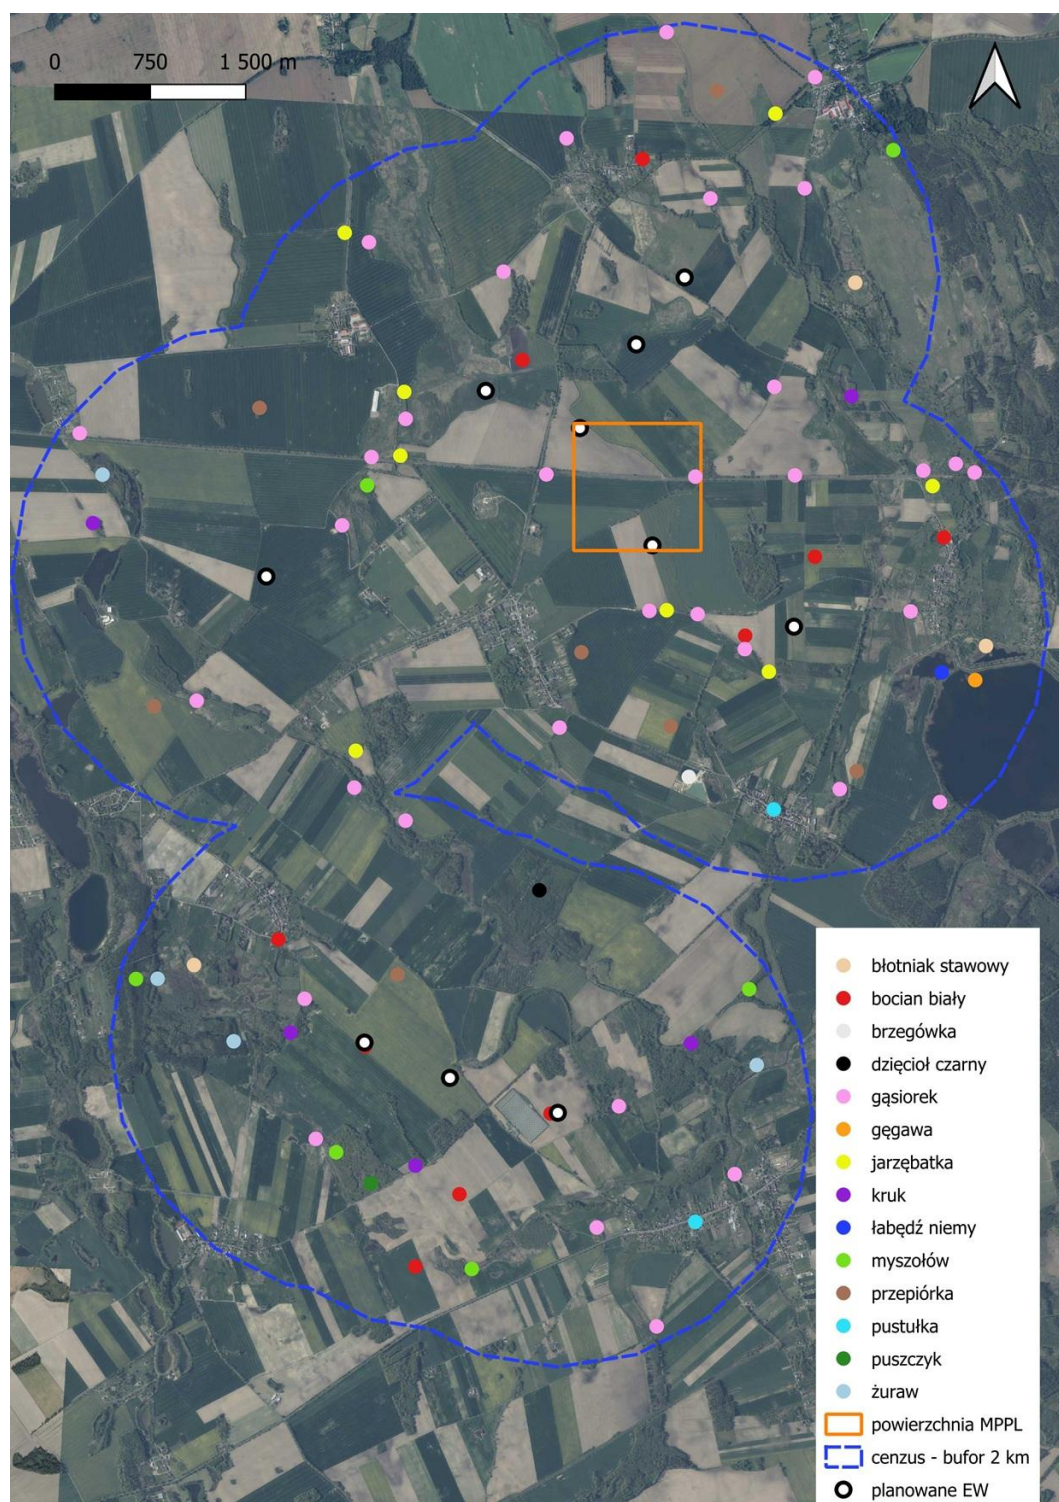 0 750 1 500 m
błotniak stawowy
bocian biały
brzegówka
dzięcioł czarny
gąsiorek
gęgawa
jarzębatka
kruk
łabędź niemy
myszołów
przepiórka
pustułka
puszczyk
żuraw
powierzchnia MPPL
cenzus - bufor 2 km
planowane EW